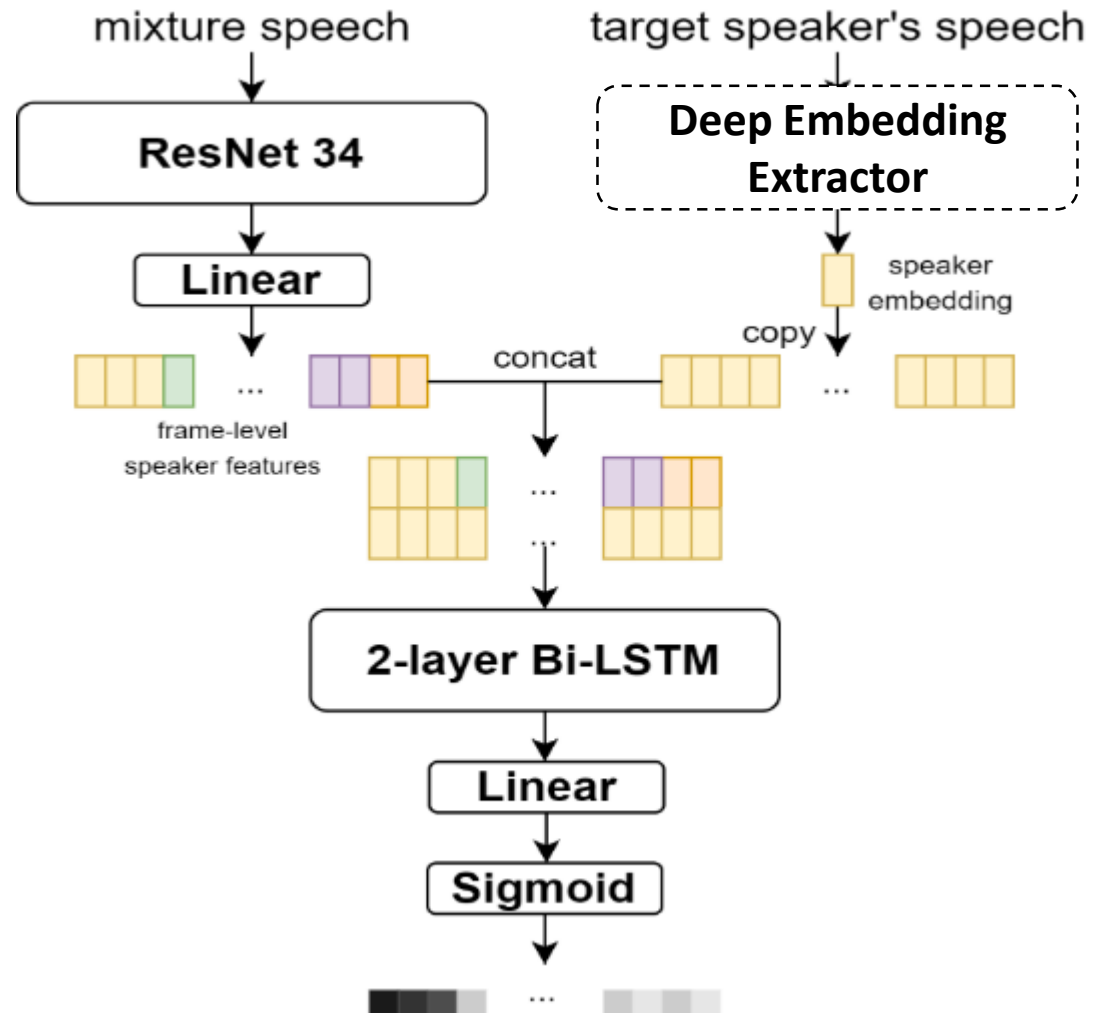 mixture speech
target speaker's speech
ResNet 34
Deep Embedding
Extractor
Linear
speaker
embedding
copy
concat
...
...
frame-level
speaker features
...
...
...
2-layer Bi-LSTM
Linear
Sigmoid
...